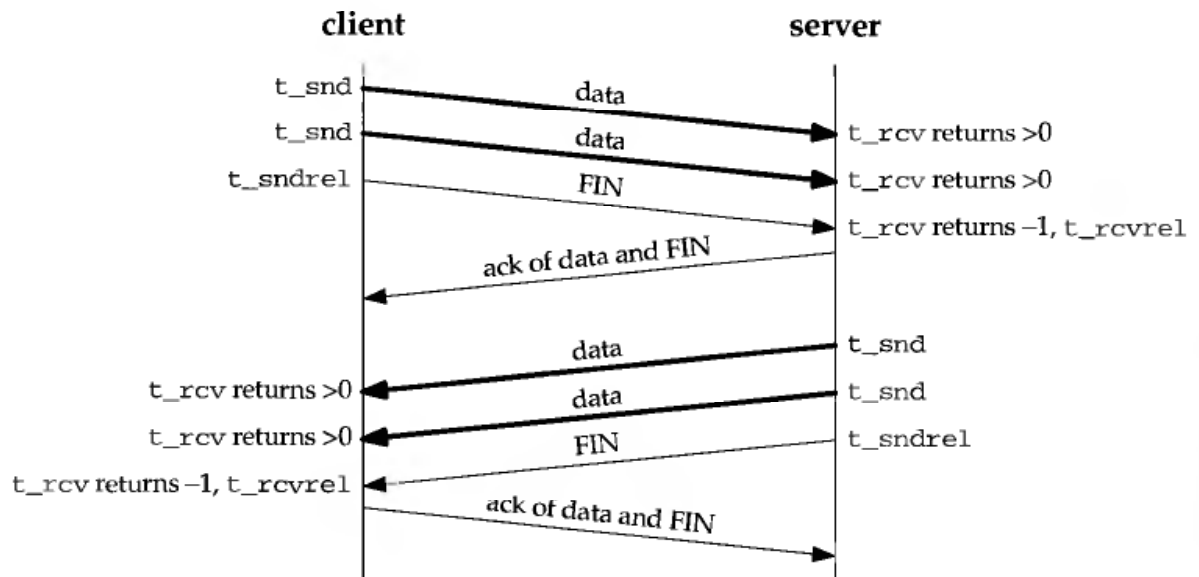 client server
t_snd data
t_rcv returns >0
t_snd data
t_rcv returns >0
t_sndrel FIN
t_rcv returns –1, t_rcvrel
ack of data and FIN
data t_snd
t_rcv returns >0
data t_snd
t_rcv returns >0
FIN t_sndrel
t_rcv returns –1, t_rcvrel
ack of data and FIN